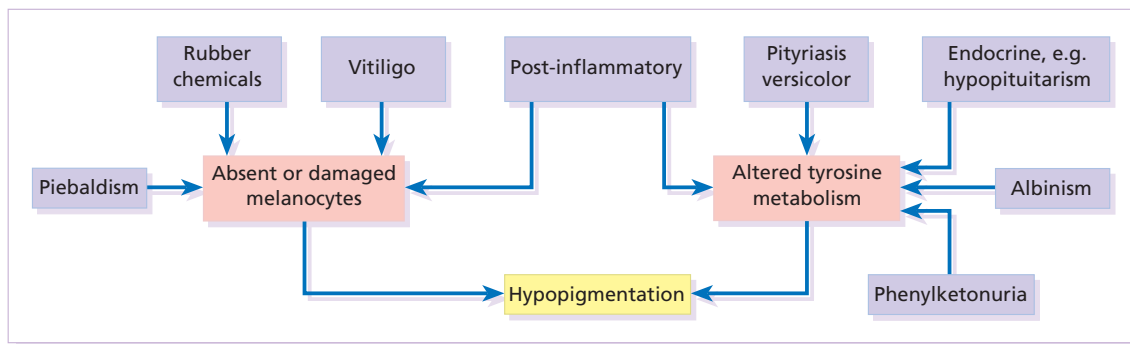 Rubber
chemicals
Vitiligo
Post-inflammatory
Pityriasis
versicolor
Endocrine, e.g.
hypopituitarism
Piebaldism
Absent or damaged
melanocytes
Altered tyrosine
metabolism
Albinism
Hypopigmentation
Phenylketonuria